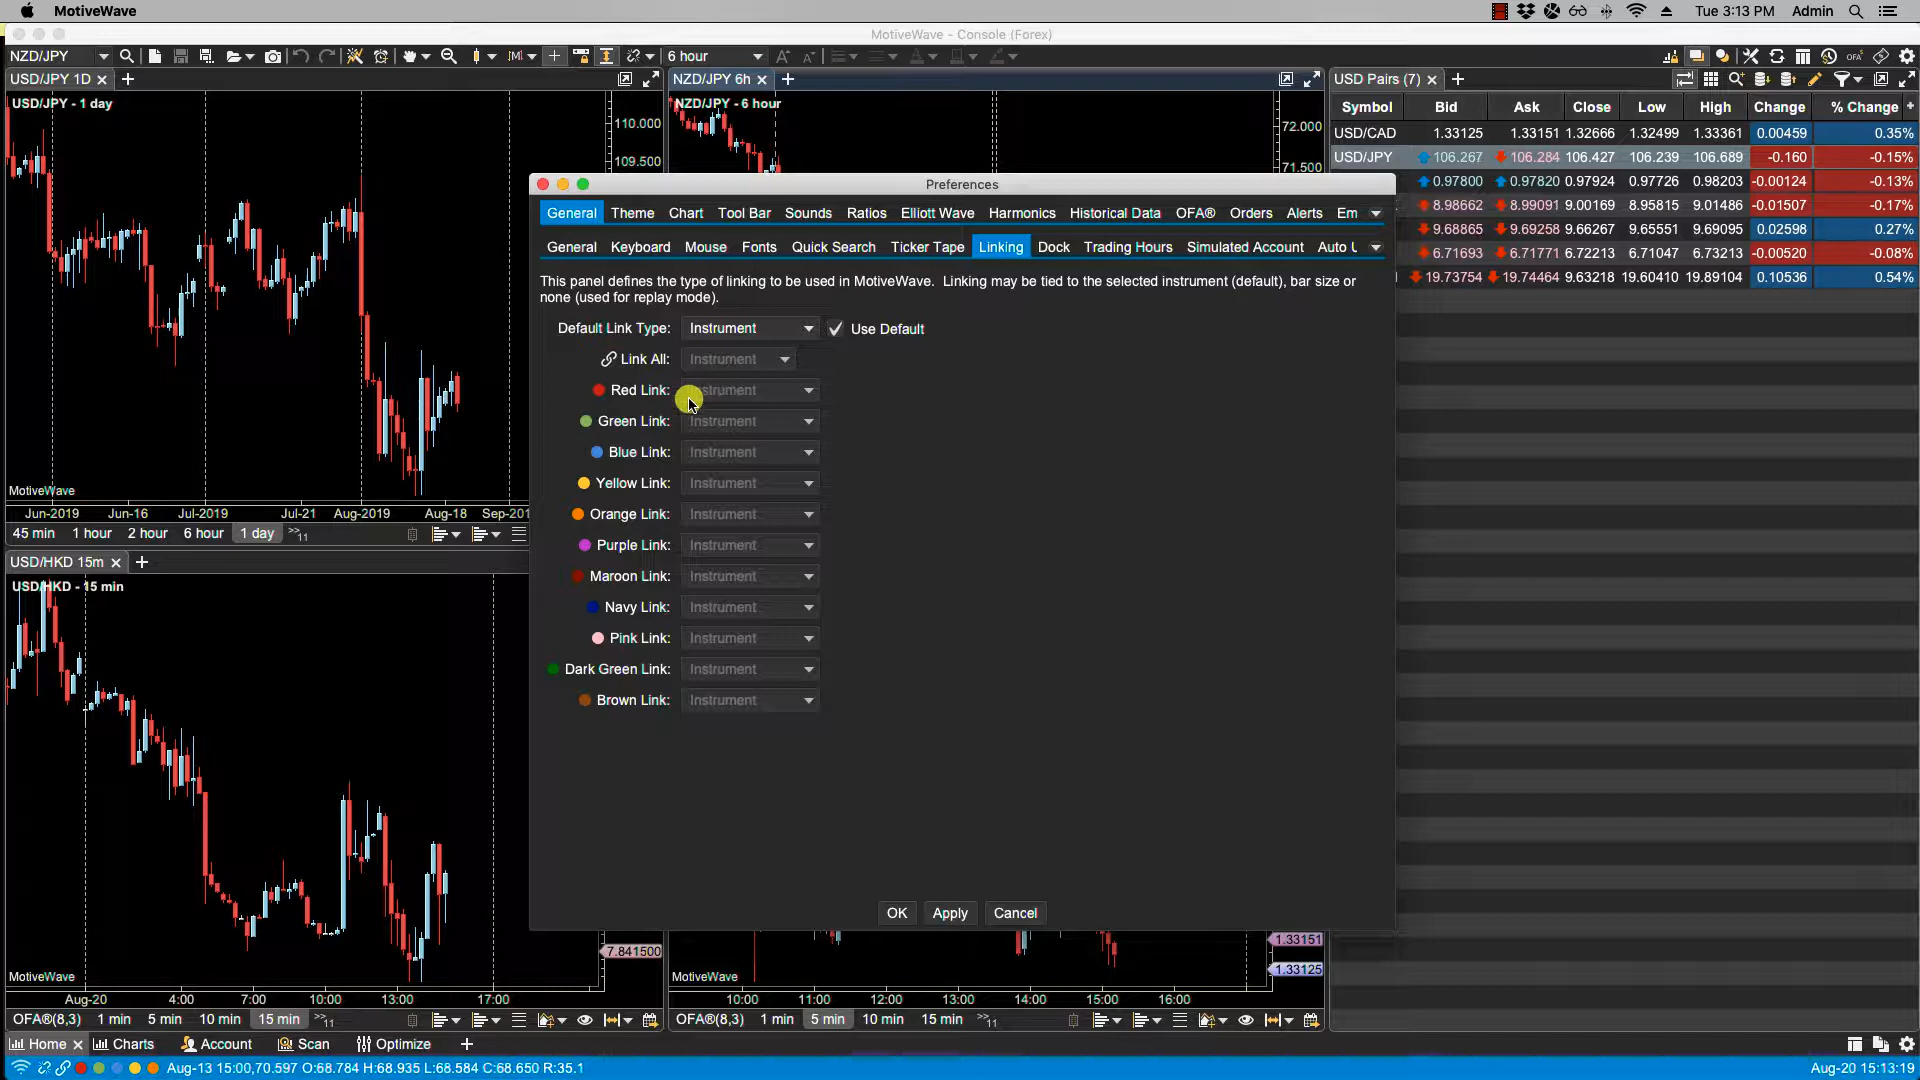 MotiveWave
Tue 3:13 PM Admin
MotiveWave - Console (Forex)
NZD/JPY
6 hour
USD/JPY 1D
NZD/JPY 6h
USD Pairs (7)
USD/JPY - 1 day
110.000
109.500
NZD/JPY - 6 hour
72.000
71.500
Symbol Bid Ask Close Low High Change % Change
USD/CAD 1.33125 1.33151 1.32666 1.32499 1.33361 0.00459 0.35%
USD/JPY 106.267 106.284 106.427 106.239 106.689 -0.160 -0.15%
0.97800 0.97820 0.97924 0.97726 0.98203 -0.00124 -0.13%
8.98662 8.99091 9.00169 8.95815 9.01486 -0.01507 -0.17%
9.68865 9.69258 9.66267 9.65551 9.69095 0.02598 0.27%
6.71693 6.71771 6.72213 6.71047 6.73213 -0.00520 -0.08%
19.73754 19.74464 9.63218 19.60410 19.89104 0.10536 0.54%
Preferences
General Theme Chart Tool Bar Sounds Ratios Elliott Wave Harmonics Historical Data OFA® Orders Alerts Em
General Keyboard Mouse Fonts Quick Search Ticker Tape Linking Dock Trading Hours Simulated Account Auto U
This panel defines the type of linking to be used in MotiveWave. Linking may be tied to the selected instrument (default), bar size or
none (used for replay mode).
Default Link Type: Instrument Use Default
Link All: Instrument
Red Link: Instrument
Green Link: Instrument
Blue Link: Instrument
Yellow Link: Instrument
Orange Link: Instrument
Purple Link: Instrument
Maroon Link: Instrument
Navy Link: Instrument
Pink Link: Instrument
Dark Green Link: Instrument
Brown Link: Instrument
OK Apply Cancel
MotiveWave
Jun-2019 Jun-16 Jul-2019 Jul-21 Aug-2019 Aug-18 Sep-201
45 min 1 hour 2 hour 6 hour 1 day 11
USD/HKD 15m
USD/HKD - 15 min
7.841500
MotiveWave
Aug-20 4:00 7:00 10:00 13:00 17:00
OFA®(8,3) 1 min 5 min 10 min 15 min 11
1.33151
1.33125
MotiveWave
10:00 11:00 12:00 13:00 14:00 15:00 16:00
OFA®(8,3) 1 min 5 min 10 min 15 min 11
Home Charts Account Scan Optimize
Aug-13 15:00,70.597 O:68.784 H:68.935 L:68.584 C:68.650 R:35.1
Aug-20 15:13:19